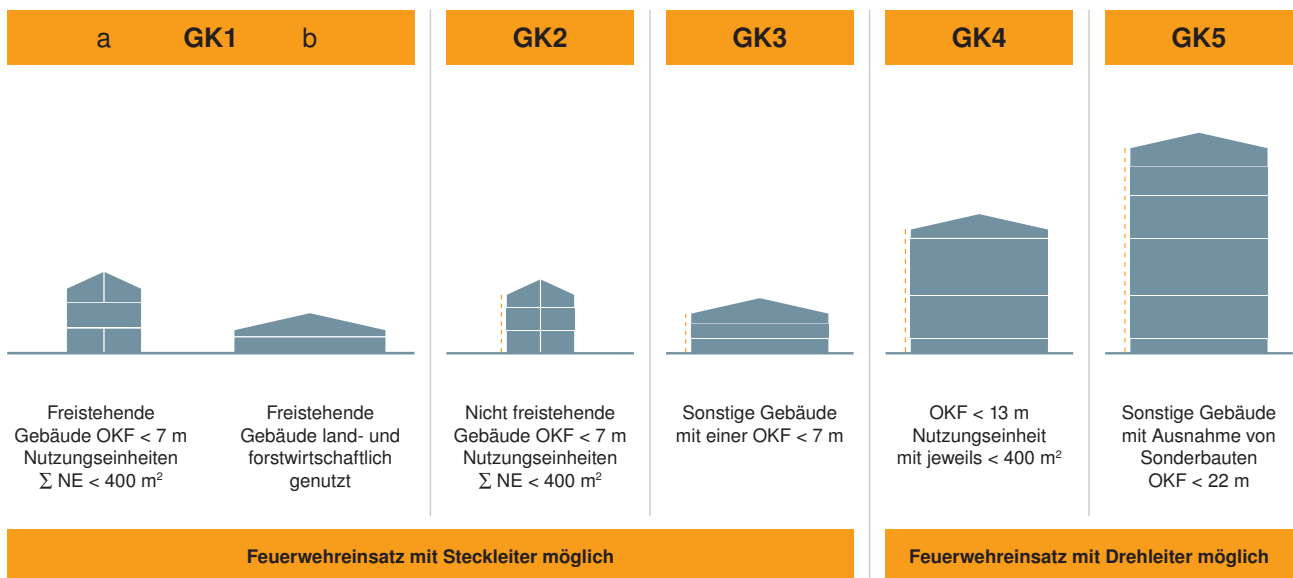 a GK1 b
GK2
GK3
GK4
GK5
Freistehende
Gebäude OKF < 7 m
Nutzungseinheiten
∑ NE < 400 m²
Freistehende
Gebäude land- und
forstwirtschaftlich
genutzt
Nicht freistehende
Gebäude OKF < 7 m
Nutzungseinheiten
∑ NE < 400 m²
Sonstige Gebäude
mit einer OKF < 7 m
OKF < 13 m
Nutzungseinheit
mit jeweils < 400 m²
Sonstige Gebäude
mit Ausnahme von
Sonderbauten
OKF < 22 m
Feuerwehreinsatz mit Steckleiter möglich
Feuerwehreinsatz mit Drehleiter möglich